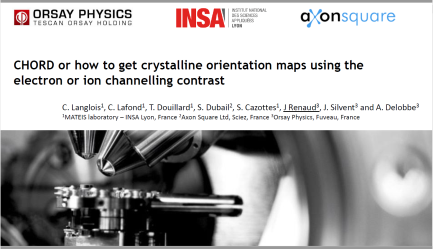 ORSAY PHYSICS
TESCAN ORSAY HOLDING
INSA
INSTITUT NATIONAL
DES SCIENCES
APPLIQUÉES
LYON
axonsquare
CHORD or how to get crystalline orientation maps using the
electron or ion channelling contrast
C. Langlois¹, C. Lafond¹, T. Douillard¹, S. Dubail², S. Cazottes¹, J Renaud³, J. Silvent³ and A. Delobbe³
¹MATEIS laboratory – INSA Lyon, France ²Axon Square Ltd, Sciez, France ³Orsay Physics, Fuveau, France